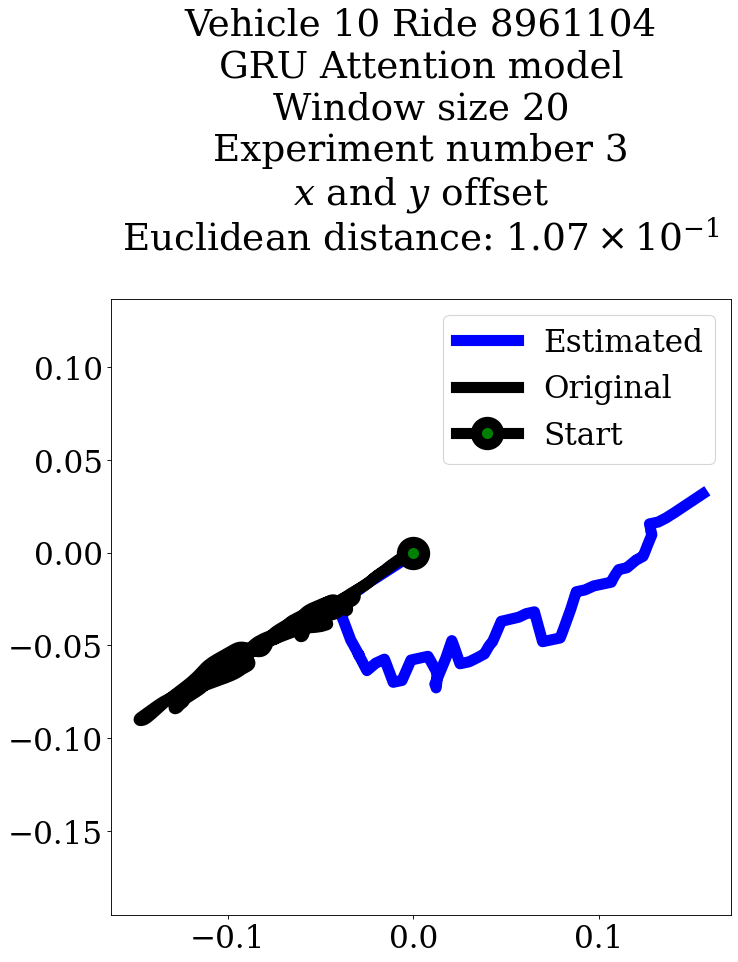 Vehicle 10 Ride 8961104
GRU Attention model
Window size 20
Experiment number 3
x and y offset
Euclidean distance: 1.07 × 10⁻¹
Estimated
Original
Start
0.10
0.05
0.00
−0.05
−0.10
−0.15
−0.1
0.0
0.1